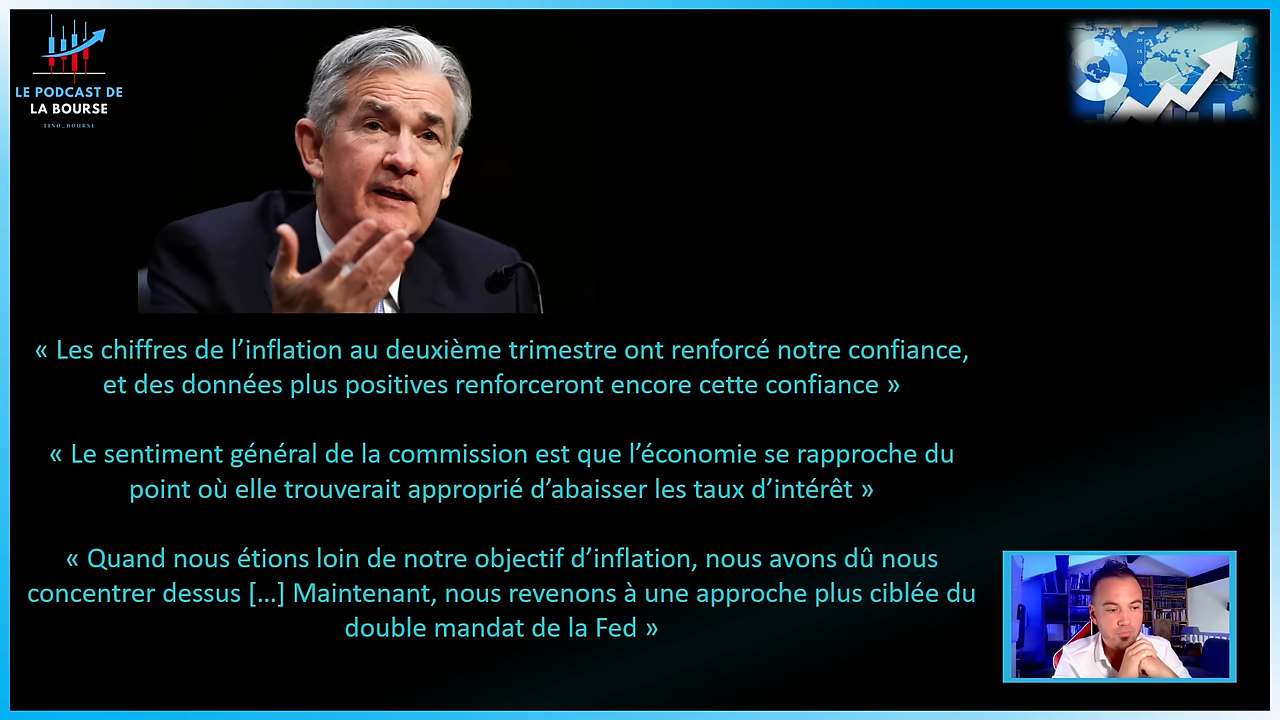 LE PODCAST DE
LA BOURSE
TINO_BOURSE
« Les chiffres de l’inflation au deuxième trimestre ont renforcé notre confiance,
et des données plus positives renforceront encore cette confiance »
« Le sentiment général de la commission est que l’économie se rapproche du
point où elle trouverait approprié d’abaisser les taux d’intérêt »
« Quand nous étions loin de notre objectif d’inflation, nous avons dû nous
concentrer dessus […] Maintenant, nous revenons à une approche plus ciblée du
double mandat de la Fed »